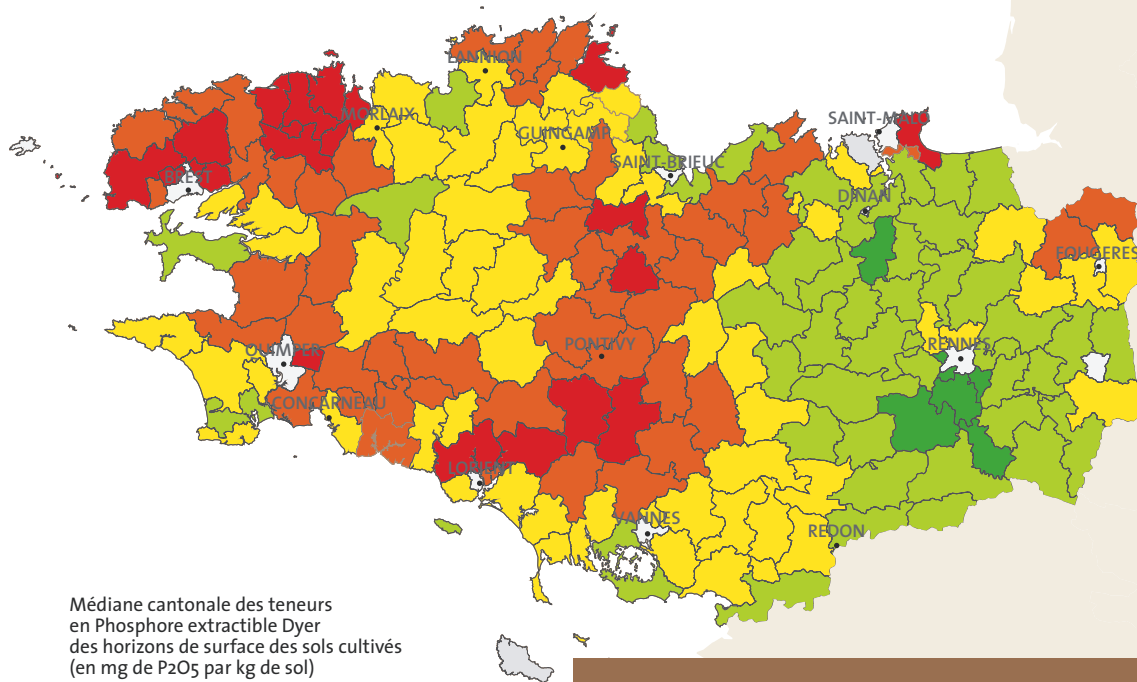 LANNION
MORLAIX
SAINT-MALO
GUINGAMP
SAINT-BRIEUC
BREST
DINAN
FOUGERES
QUIMPER
PONTIVY
RENNES
CONCARNEAU
LORIENT
VANNES
REDON
Médiane cantonale des teneurs
en Phosphore extractible Dyer
des horizons de surface des sols cultivés
(en mg de P2O5 par kg de sol)